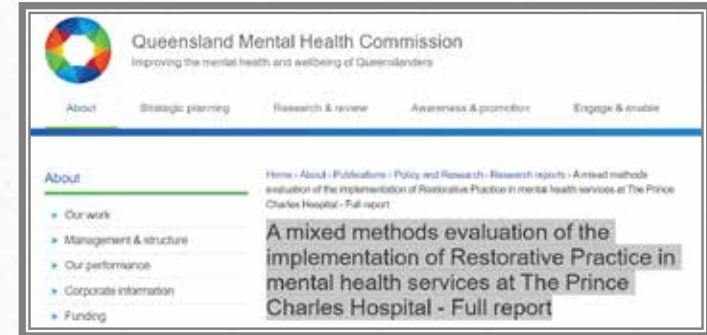 Queensland Mental Health Commission
Improving the mental health and wellbeing of Queenslanders
About Strategic planning Research & review Awareness & promotion Engage & enable
About
Our work
Management & structure
Our performance
Corporate information
Funding
Home › About › Publications › Policy and Research › Research reports › A mixed methods
evaluation of the implementation of Restorative Practice in mental health services at The Prince
Charles Hospital - Full report
A mixed methods evaluation of the
implementation of Restorative Practice in
mental health services at The Prince
Charles Hospital - Full report